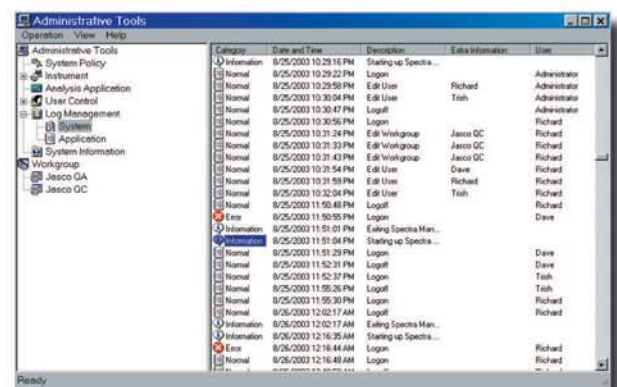 Administrative Tools
Operation View Help
Administrative Tools
System Policy
Instrument
Analysis Application
User Control
Log Management
System
Application
System Information
Workgroup
Jasco QA
Jasco QC
Category Date and Time Description Extra Information User
Information 8/25/2003 10:29:16 PM Starting up Spectra ...
Normal 8/25/2003 10:29:22 PM Logon Administrator
Normal 8/25/2003 10:29:58 PM Edit User Richard Administrator
Normal 8/25/2003 10:30:04 PM Edit User Trish Administrator
Normal 8/25/2003 10:30:47 PM Logoff Administrator
Normal 8/25/2003 10:30:56 PM Logon Richard
Normal 8/25/2003 10:31:24 PM Edit Workgroup Jasco QC Richard
Normal 8/25/2003 10:31:33 PM Edit Workgroup Jasco QC Richard
Normal 8/25/2003 10:31:43 PM Edit Workgroup Jasco QC Richard
Normal 8/25/2003 10:31:54 PM Edit User Dave Richard
Normal 8/25/2003 10:31:59 PM Edit User Richard Richard
Normal 8/25/2003 10:32:04 PM Edit User Trish Richard
Normal 8/25/2003 11:50:48 PM Logoff Richard
Error 8/25/2003 11:50:55 PM Logon Dave
Information 8/25/2003 11:51:01 PM Exiting Spectra Man...
Information 8/25/2003 11:51:04 PM Starting up Spectra ...
Normal 8/25/2003 11:51:29 PM Logon Dave
Normal 8/25/2003 11:52:31 PM Logoff Dave
Normal 8/25/2003 11:52:37 PM Logon Trish
Normal 8/25/2003 11:55:26 PM Logoff Trish
Normal 8/25/2003 11:55:30 PM Logon Richard
Normal 8/26/2003 12:02:17 AM Logoff Richard
Information 8/26/2003 12:02:17 AM Exiting Spectra Man...
Information 8/26/2003 12:16:35 AM Starting up Spectra ...
Error 8/26/2003 12:16:44 AM Logon Richard
Normal 8/26/2003 12:16:48 AM Logon Richard
Ready